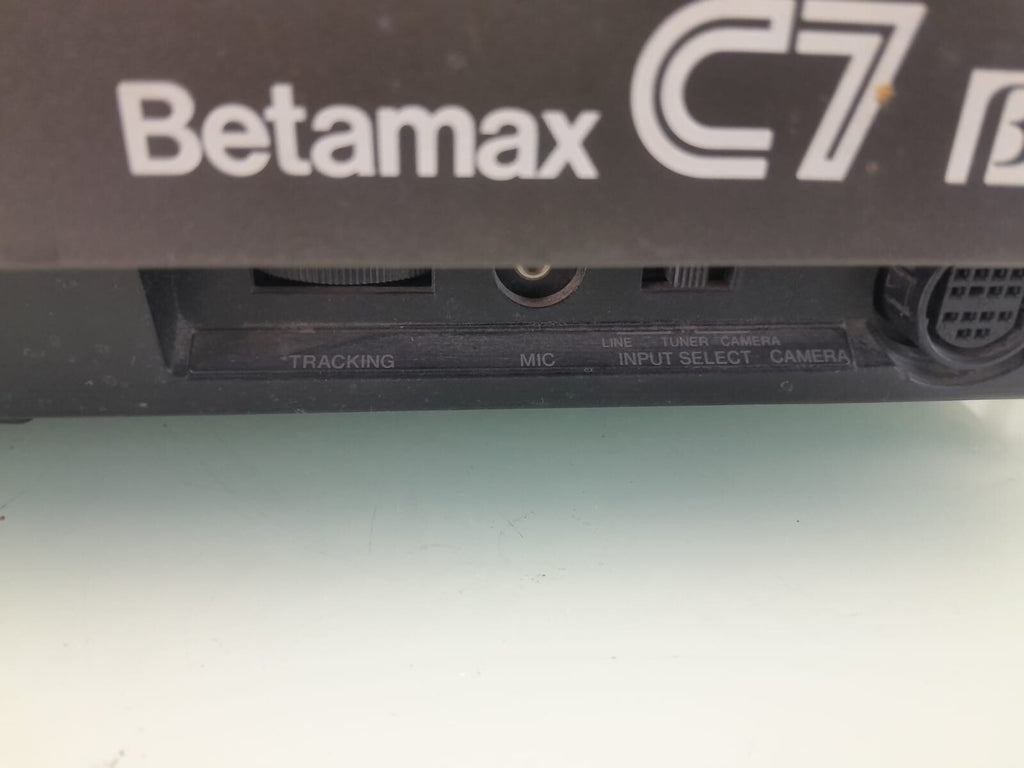 Betamax C7 β
LINE TUNER CAMERA
TRACKING MIC INPUT SELECT CAMERA